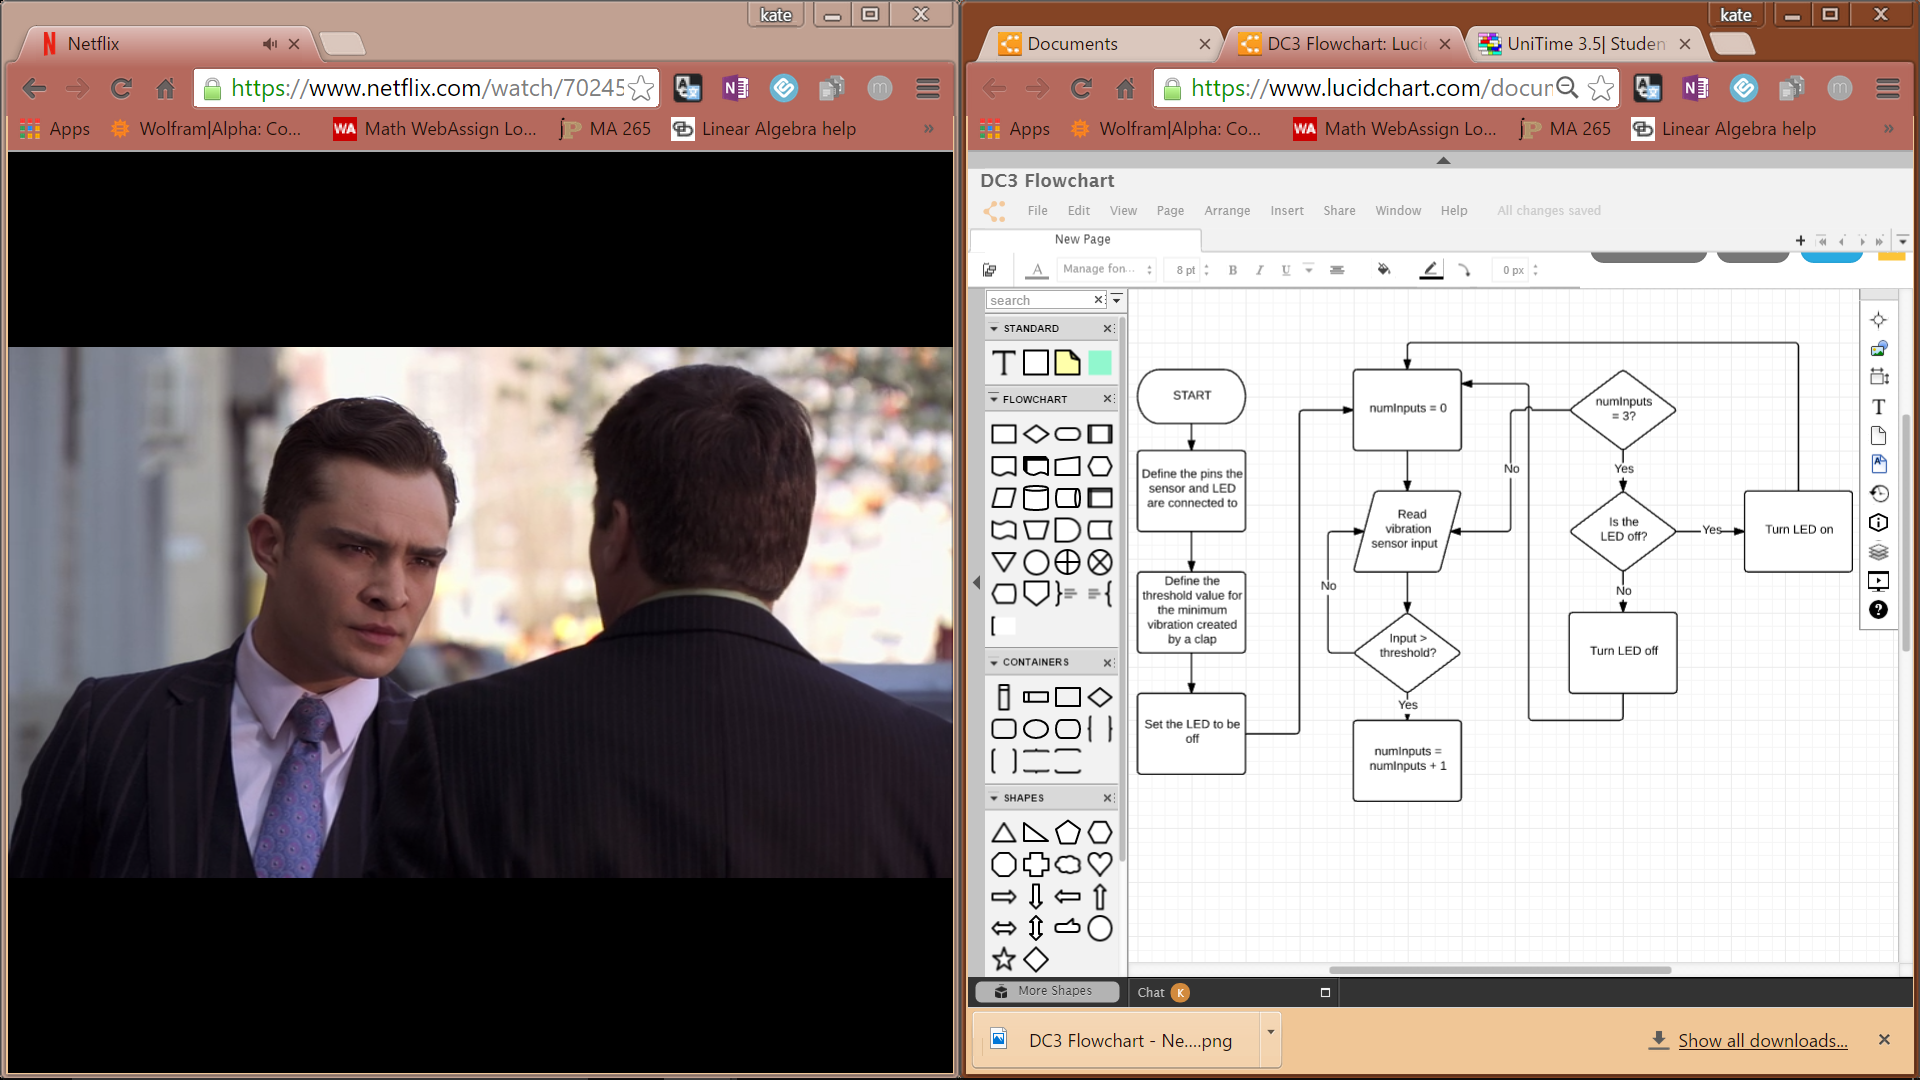 kate
Netflix
https://www.netflix.com/watch/70245
Apps
Wolfram|Alpha: Co...
WA
Math WebAssign Lo...
MA 265
Linear Algebra help
»
kate
Documents
DC3 Flowchart: Lucid
UniTime 3.5| Studen
https://www.lucidchart.com/docun
Apps
Wolfram|Alpha: Co...
WA
Math WebAssign Lo...
MA 265
Linear Algebra help
»
DC3 Flowchart
File Edit View Page Arrange Insert Share Window Help All changes saved
New Page
A Manage fon... 8 pt B I U 0 px
search
STANDARD
T
FLOWCHART
CONTAINERS
SHAPES
More Shapes
START
Define the pins the
sensor and LED
are connected to
Define the
threshold value for
the minimum
vibration created
by a clap
Set the LED to be
off
numInputs = 0
Read
vibration
sensor input
No
Input >
threshold?
Yes
numInputs =
numInputs + 1
numInputs
= 3?
No
Yes
Is the
LED off?
Yes
No
Turn LED off
Turn LED on
Chat K
DC3 Flowchart - Ne....png
Show all downloads...